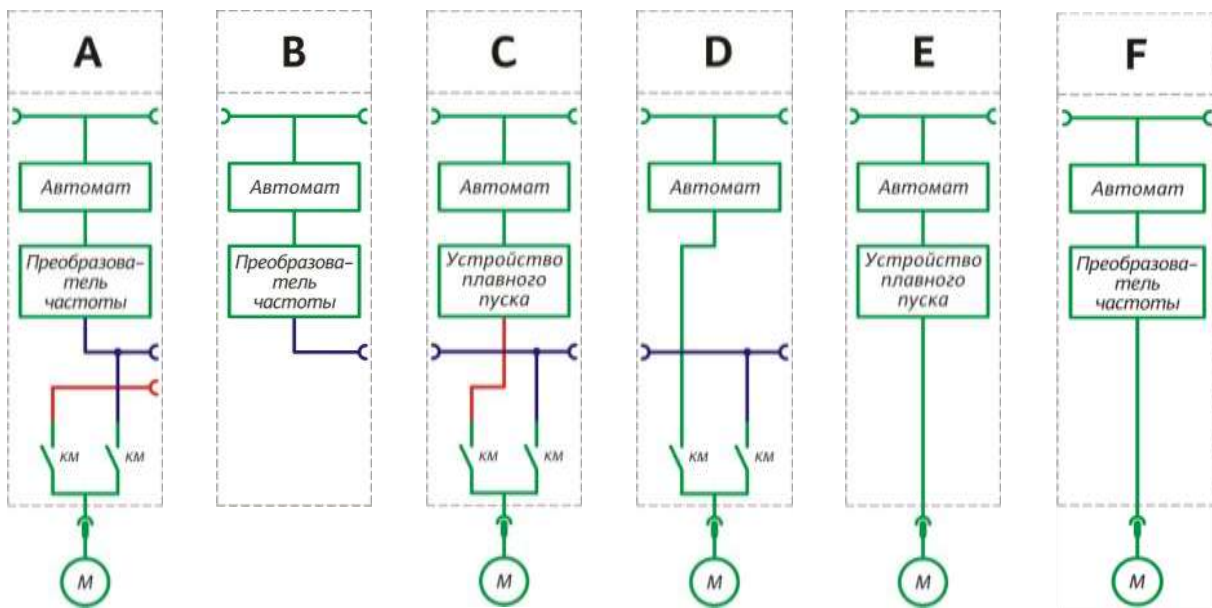 A
B
C
D
E
F
Автомат
Автомат
Автомат
Автомат
Автомат
Автомат
Преобразова-
тель
частоты
Преобразова-
тель
частоты
Устройство
плавного
пуска
Устройство
плавного
пуска
Преобразова-
тель
частоты
КМ
КМ
КМ
КМ
КМ
КМ
М
М
М
М
М